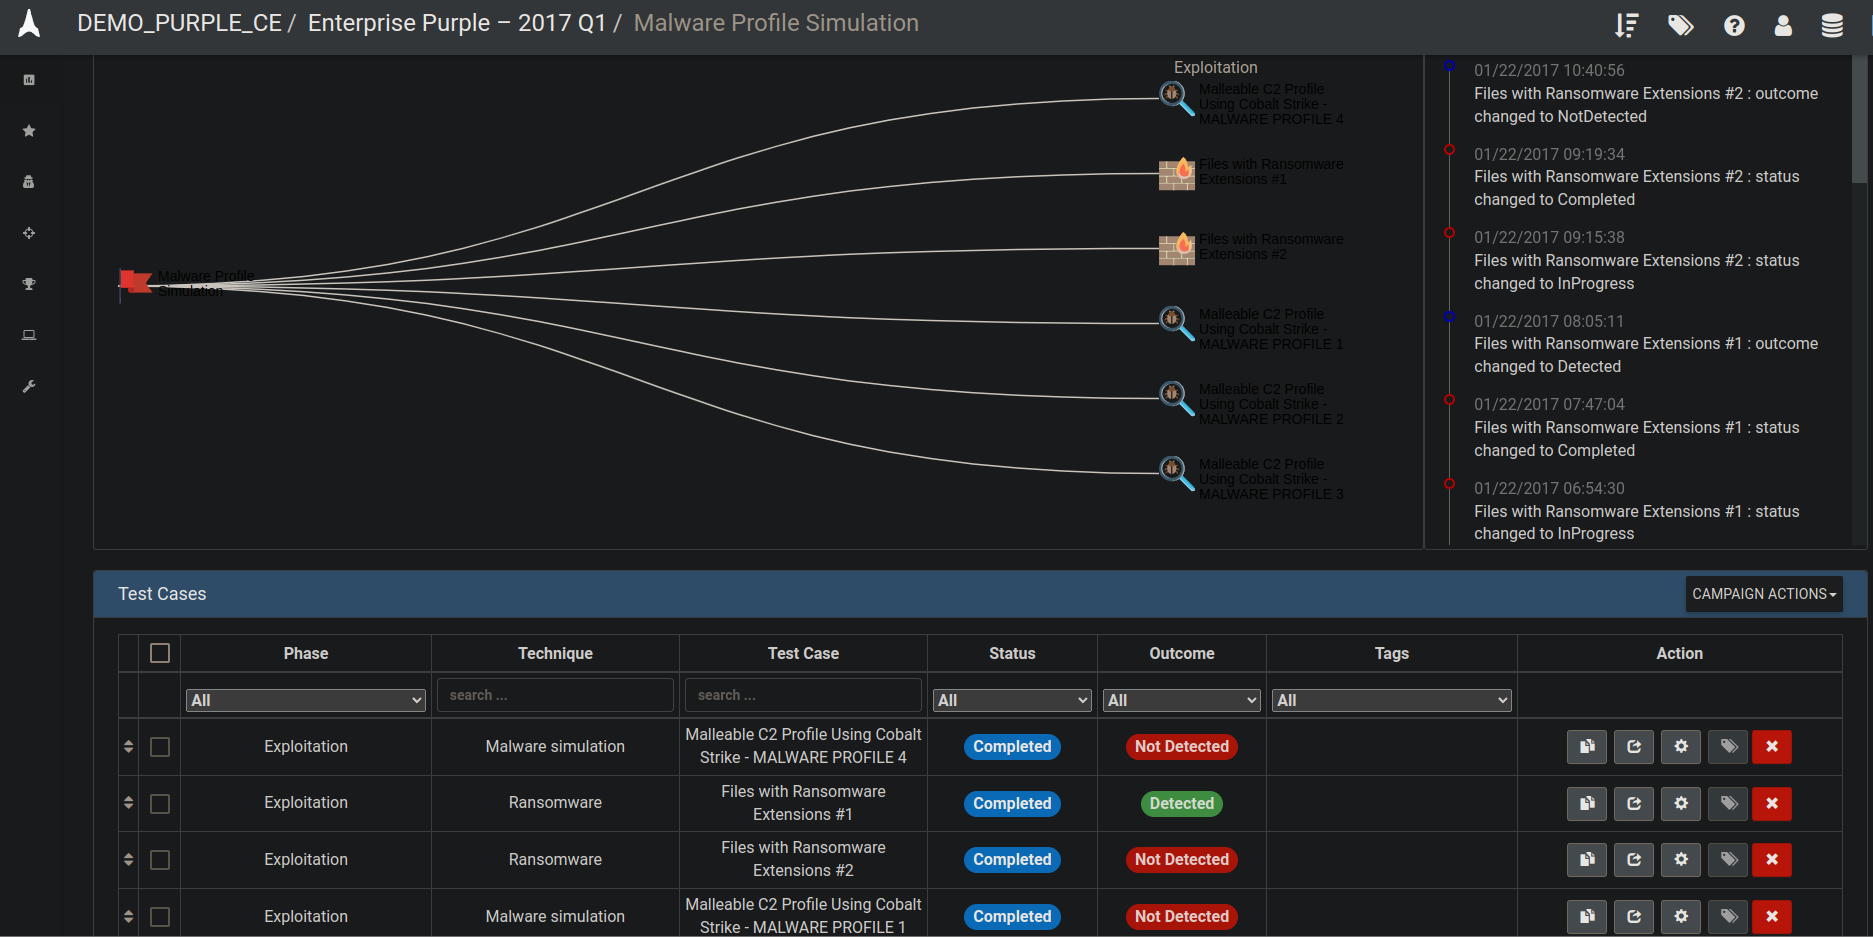 DEMO_PURPLE_CE / Enterprise Purple – 2017 Q1 / Malware Profile Simulation
Exploitation
Malleable C2 Profile
Using Cobalt Strike -
MALWARE PROFILE 4
Files with Ransomware
Extensions #1
Files with Ransomware
Extensions #2
Malware Profile
Simulation
Malleable C2 Profile
Using Cobalt Strike -
MALWARE PROFILE 1
Malleable C2 Profile
Using Cobalt Strike -
MALWARE PROFILE 2
Malleable C2 Profile
Using Cobalt Strike -
MALWARE PROFILE 3
01/22/2017 10:40:56
Files with Ransomware Extensions #2 : outcome
changed to NotDetected
01/22/2017 09:19:34
Files with Ransomware Extensions #2 : status
changed to Completed
01/22/2017 09:15:38
Files with Ransomware Extensions #2 : status
changed to InProgress
01/22/2017 08:05:11
Files with Ransomware Extensions #1 : outcome
changed to Detected
01/22/2017 07:47:04
Files with Ransomware Extensions #1 : status
changed to Completed
01/22/2017 06:54:30
Files with Ransomware Extensions #1 : status
changed to InProgress
Test Cases
CAMPAIGN ACTIONS
Phase Technique Test Case Status Outcome Tags Action
All search ... search ... All All All
Exploitation Malware simulation Malleable C2 Profile Using Cobalt
Strike - MALWARE PROFILE 4 Completed Not Detected
Exploitation Ransomware Files with Ransomware
Extensions #1 Completed Detected
Exploitation Ransomware Files with Ransomware
Extensions #2 Completed Not Detected
Exploitation Malware simulation Malleable C2 Profile Using Cobalt
Strike - MALWARE PROFILE 1 Completed Not Detected